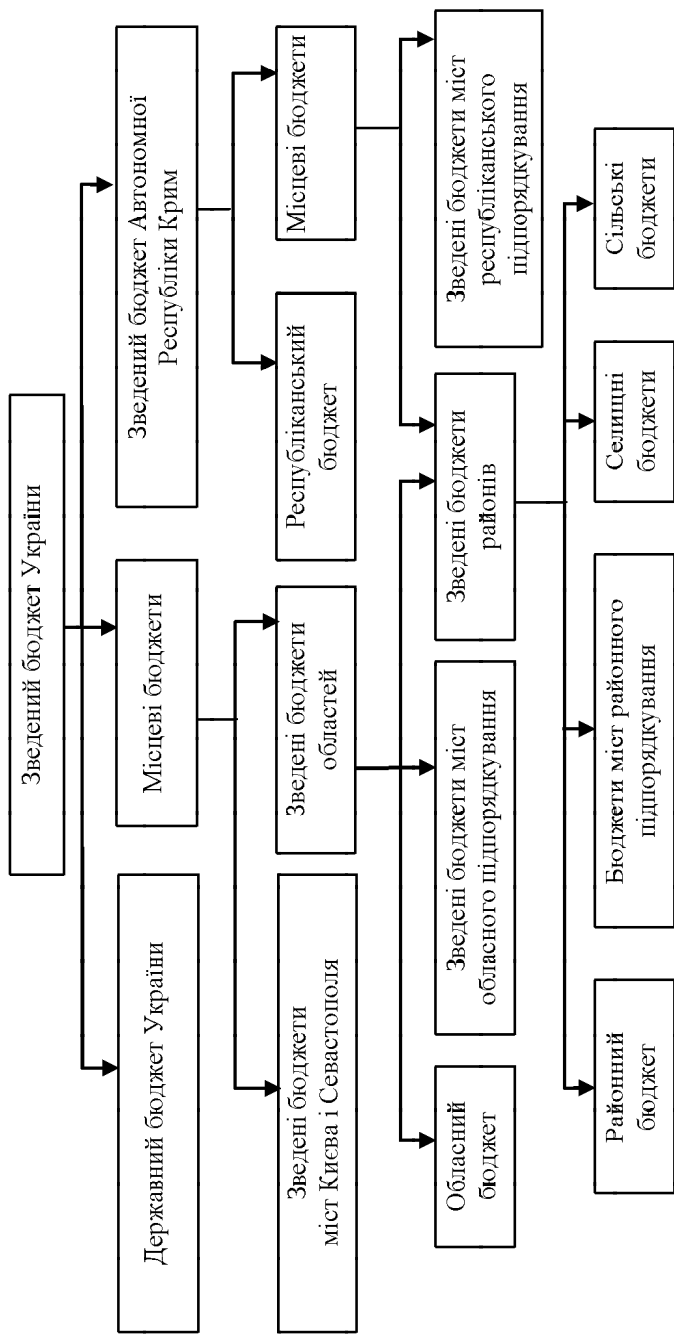 Зведений бюджет України
Державний бюджет України
Місцеві бюджети
Зведений бюджет Автономної
Республіки Крим
Зведені бюджети
міст Києва і Севастополя
Зведені бюджети
областей
Республіканський
бюджет
Місцеві бюджети
Обласний
бюджет
Зведені бюджети міст
обласного підпорядкування
Зведені бюджети
районів
Зведені бюджети міст
республіканського
підпорядкування
Районний
бюджет
Бюджети міст районного
підпорядкування
Селищні
бюджети
Сільські
бюджети